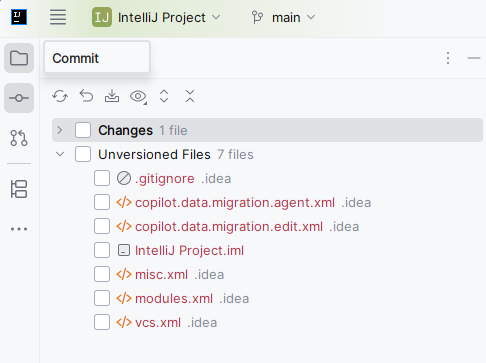 IJ
IJ IntelliJ Project main
Commit
Changes 1 file
Unversioned Files 7 files
.gitignore .idea
</> copilot.data.migration.agent.xml .idea
</> copilot.data.migration.edit.xml .idea
IntelliJ Project.iml
</> misc.xml .idea
</> modules.xml .idea
</> vcs.xml .idea